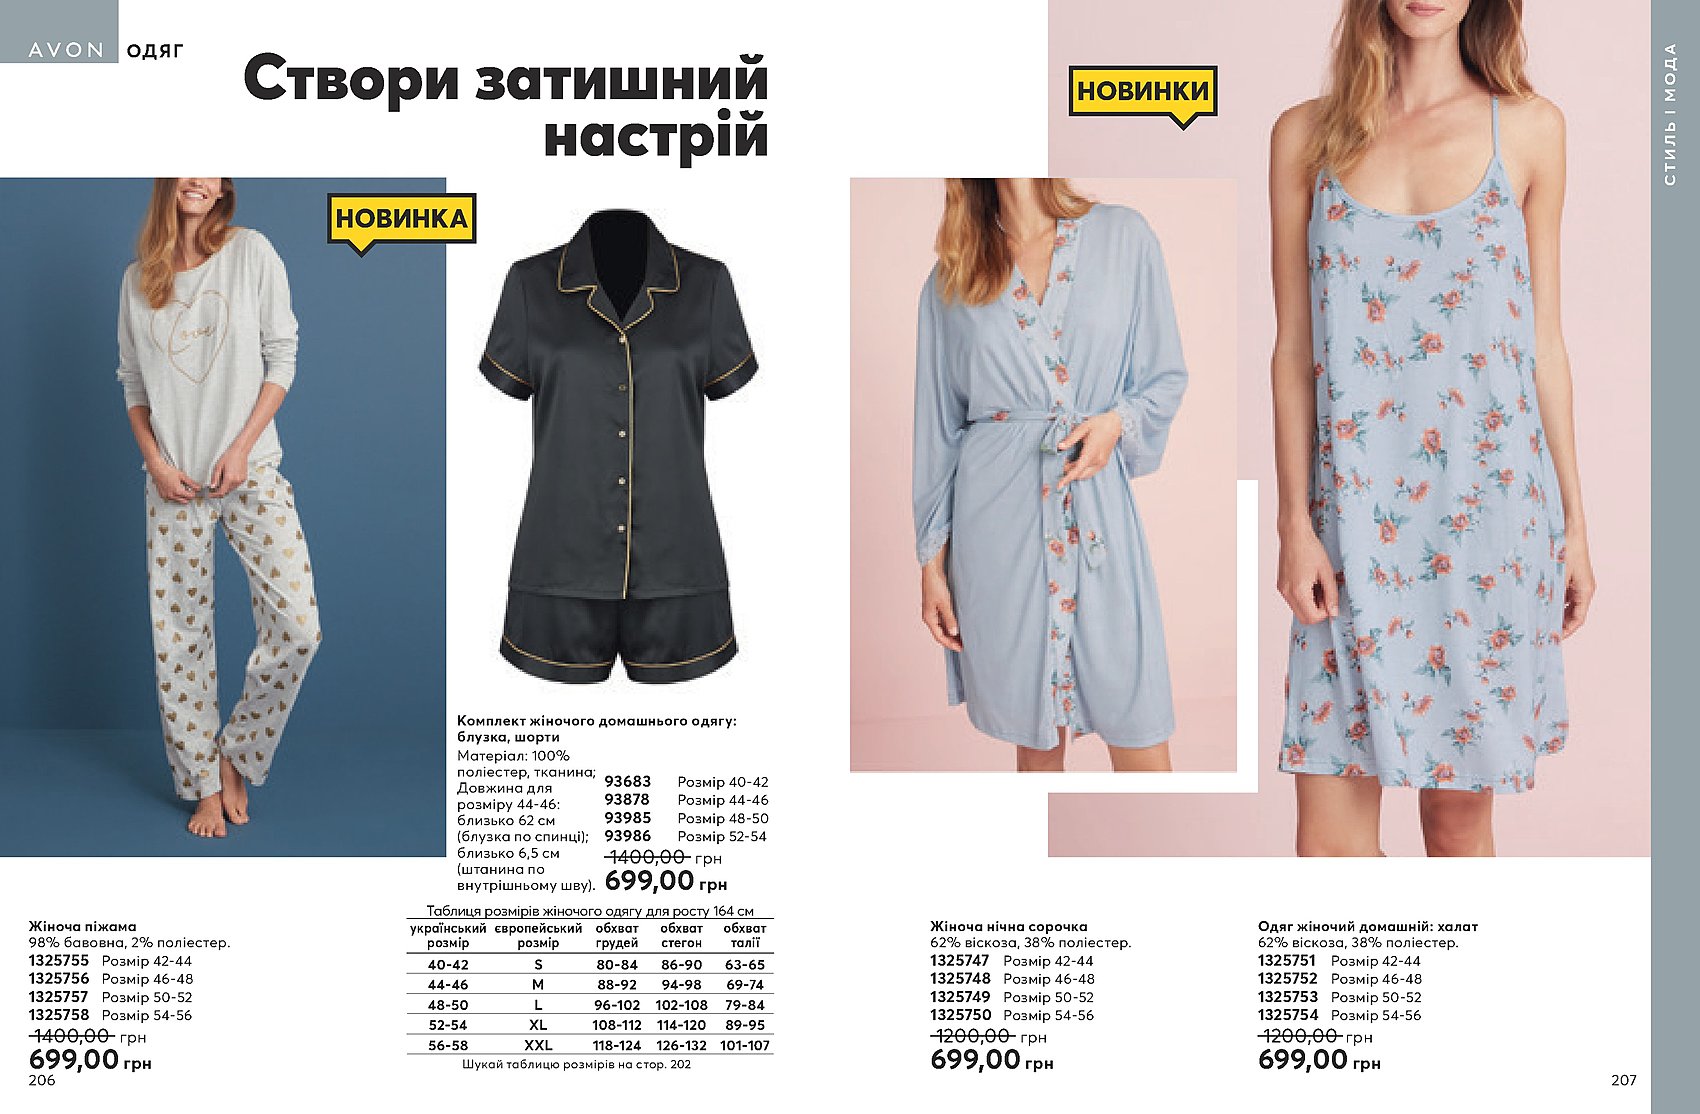 AVON ОДЯГ
Створи затишний
настрій
НОВИНКА
НОВИНКИ
СТИЛЬ І МОДА
Love
Комплект жіночого домашнього одягу:
блузка, шорти
Матеріал: 100%
поліестер, тканина;
Довжина для
розміру 44-46:
близько 62 см
(блузка по спинці);
близько 6,5 см
(штанина по
внутрішньому шву).
93683 Розмір 40-42
93878 Розмір 44-46
93985 Розмір 48-50
93986 Розмір 52-54
1400,00 грн
699,00 грн
Жіноча піжама
98% бавовна, 2% поліестер.
1325755 Розмір 42-44
1325756 Розмір 46-48
1325757 Розмір 50-52
1325758 Розмір 54-56
1400,00 грн
699,00 грн
206
Таблиця розмірів жіночого одягу для росту 164 см
український європейський обхват обхват обхват
розмір розмір грудей стегон талії
40-42 S 80-84 86-90 63-65
44-46 M 88-92 94-98 69-74
48-50 L 96-102 102-108 79-84
52-54 XL 108-112 114-120 89-95
56-58 XXL 118-124 126-132 101-107
Шукай таблицю розмірів на стор. 202
Жіноча нічна сорочка
62% віскоза, 38% поліестер.
1325747 Розмір 42-44
1325748 Розмір 46-48
1325749 Розмір 50-52
1325750 Розмір 54-56
1200,00 грн
699,00 грн
Одяг жіночий домашній: халат
62% віскоза, 38% поліестер.
1325751 Розмір 42-44
1325752 Розмір 46-48
1325753 Розмір 50-52
1325754 Розмір 54-56
1200,00 грн
699,00 грн
207